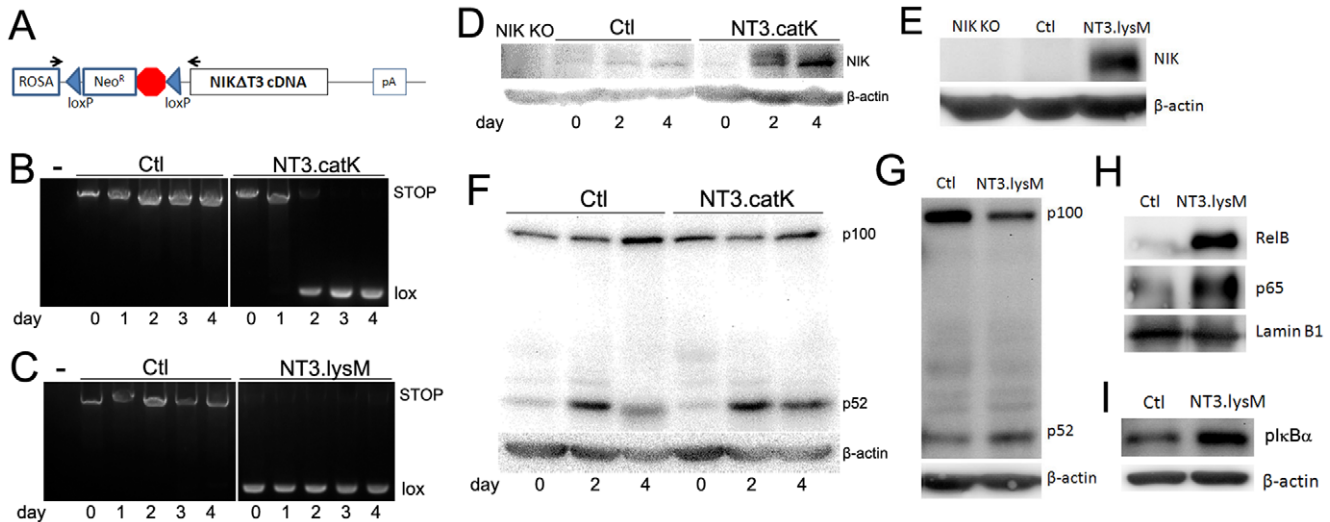 A
ROSA
loxP
Neoᴿ
loxP
NIKΔT3 cDNA
pA
B
-
Ctl
NT3.catK
STOP
lox
day
0 1 2 3 4
0 1 2 3 4
C
-
Ctl
NT3.lysM
STOP
lox
day
0 1 2 3 4
0 1 2 3 4
D
NIK KO
Ctl
NT3.catK
NIK
β-actin
day
0 2 4
0 2 4
E
NIK KO
Ctl
NT3.lysM
NIK
β-actin
F
Ctl
NT3.catK
p100
p52
β-actin
day
0 2 4
0 2 4
G
Ctl
NT3.lysM
p100
p52
β-actin
H
Ctl
NT3.lysM
RelB
p65
Lamin B1
I
Ctl
NT3.lysM
pIκBα
β-actin